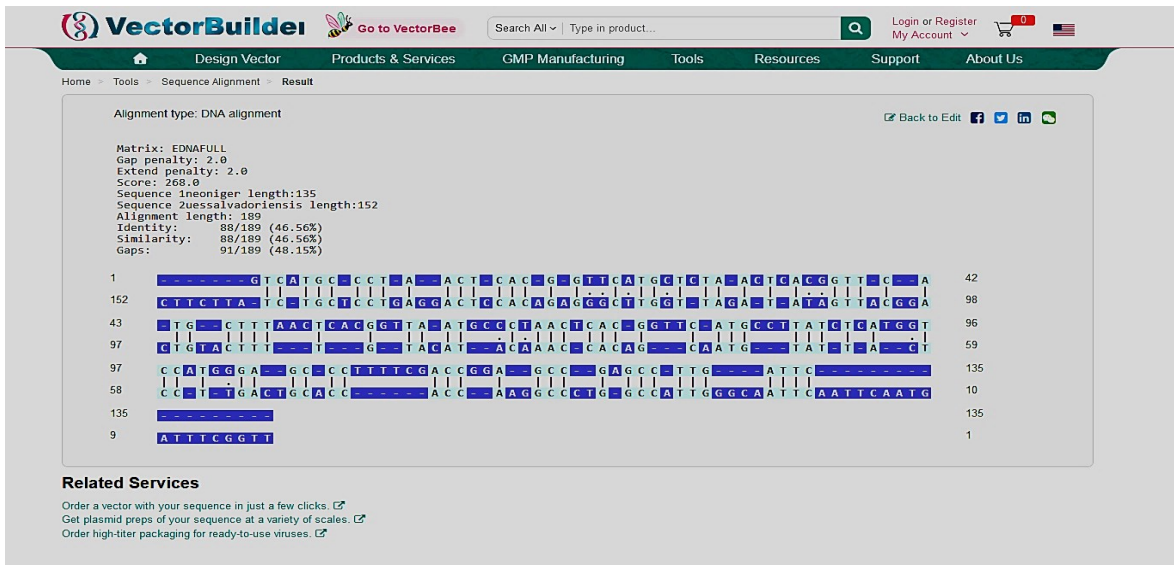 VectorBuilder
Go to VectorBee
Search All
Type in product...
Login or Register
My Account
0
Design Vector Products & Services GMP Manufacturing Tools Resources Support About Us
Home > Tools > Sequence Alignment > Result
Alignment type: DNA alignment
Back to Edit
Matrix: EDNAFULL
Gap penalty: 2.0
Extend penalty: 2.0
Score: 268.0
Sequence 1neoniger length:135
Sequence 2uessalvadoriensis length:152
Alignment length: 189
Identity: 88/189 (46.56%)
Similarity: 88/189 (46.56%)
Gaps: 91/189 (48.15%)
1 -------GTCATGC-CCT-A--ACT-CAC-G-GTTCATGCTCTA-ACTCACGGTT-C--A 42
152 CTTCTTA-TC-TGCTCCTGAGGACTCCACAGAGGGCTTGGT-TAGA-T-ATAGTTACGGA 98
43 -TG--CTTTAACTCACGGTTA-ATGCCCTAACTCAC-GGTTC-ATGCCTTATCTCATGGT 96
97 CTGTACTTT---T---G--TACAT--ACAAAC-CACAG---CAATG---TAT-T-A--CT 59
97 CCATGGGA--GC-CCTTTTCGACCGGA--GCC--GAGCC-TTG----ATTC--------- 135
58 CC-T-TGACTGCACC------ACC--AAGGCCCTG-GCCATTGGGCAATTCAATTCAATG 10
135 --------- 135
9 ATTTCGGTT 1
Related Services
Order a vector with your sequence in just a few clicks.
Get plasmid preps of your sequence at a variety of scales.
Order high-titer packaging for ready-to-use viruses.